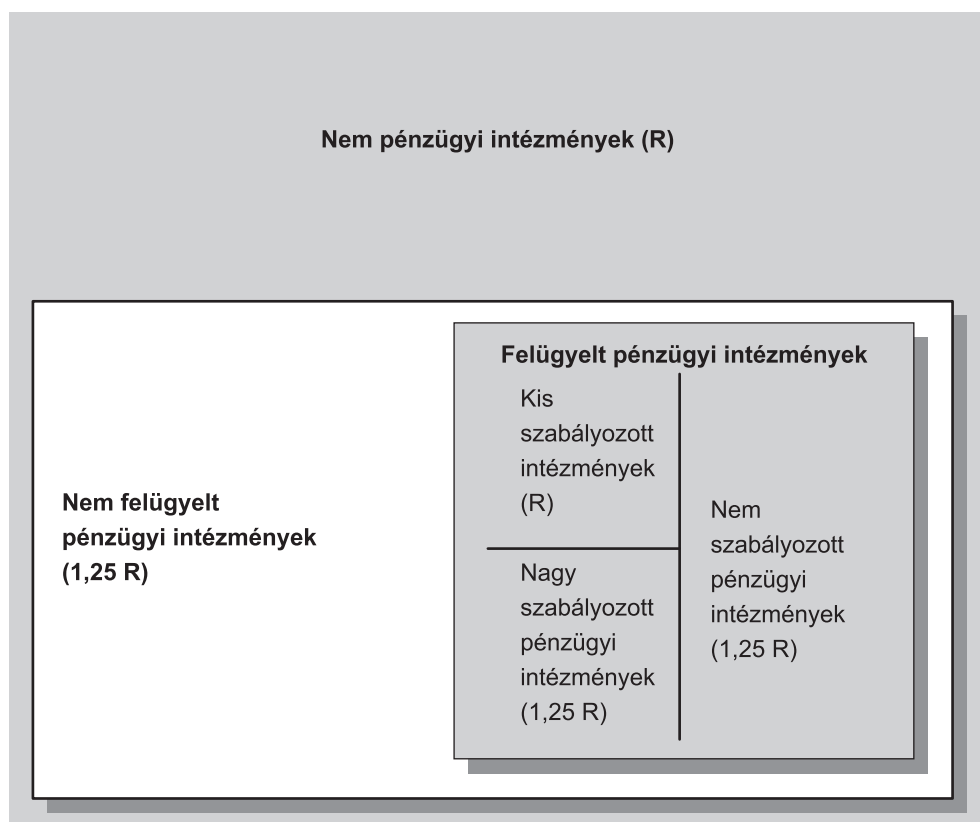 Nem pénzügyi intézmények (R)
Nem felügyelt
pénzügyi intézmények
(1,25 R)
Felügyelt pénzügyi intézmények
Kis
szabályozott
intézmények
(R)
Nagy
szabályozott
pénzügyi
intézmények
(1,25 R)
Nem
szabályozott
pénzügyi
intézmények
(1,25 R)